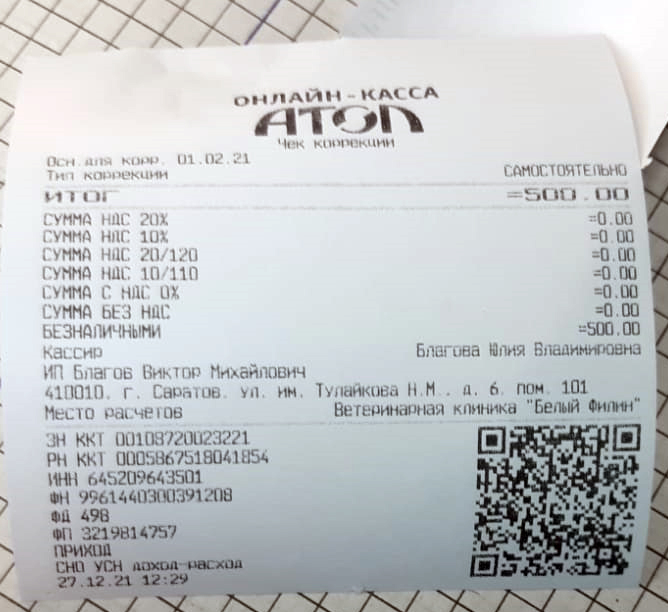 ОНЛАЙН-КАССА
АТОЛ
Чек коррекции
Осн.для корр. 01.02.21
Тип коррекции САМОСТОЯТЕЛЬНО
ИТОГ =500.00
СУММА НДС 20% =0.00
СУММА НДС 10% =0.00
СУММА НДС 20/120 =0.00
СУММА НДС 10/110 =0.00
СУММА С НДС 0% =0.00
СУММА БЕЗ НДС =0.00
БЕЗНАЛИЧНЫМИ =500.00
Кассир Благова Юлия Владимировна
ИП Благов Виктор Михайлович
410010. г. Саратов. ул. им. Тулайкова Н.М.. д. 6. пом. 101
Место расчетов Ветеринарная клиника "Белый Филин"
ЗН ККТ 00108720023221
РН ККТ 0005867518041854
ИНН 645209643501
ФН 9961440300391208
ФД 498
ФП 3219814757
ПРИХОД
СНО УСН доход-расход
27.12.21 12:29